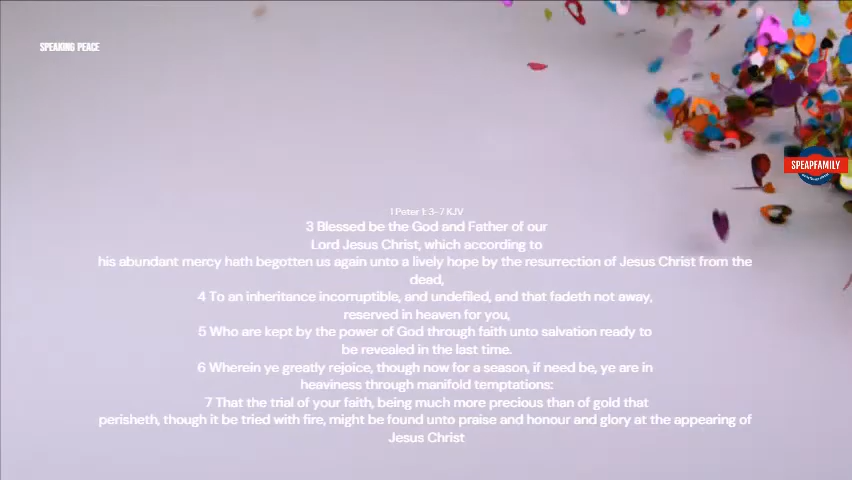 SPEAKING PEACE
SPEAPFAMILY
1 Peter 1: 3-7 KJV
3 Blessed be the God and Father of our
Lord Jesus Christ, which according to
his abundant mercy hath begotten us again unto a lively hope by the resurrection of Jesus Christ from the
dead,
4 To an inheritance incorruptible, and undefiled, and that fadeth not away,
reserved in heaven for you,
5 Who are kept by the power of God through faith unto salvation ready to
be revealed in the last time.
6 Wherein ye greatly rejoice, though now for a season, if need be, ye are in
heaviness through manifold temptations:
7 That the trial of your faith, being much more precious than of gold that
perisheth, though it be tried with fire, might be found unto praise and honour and glory at the appearing of
Jesus Christ